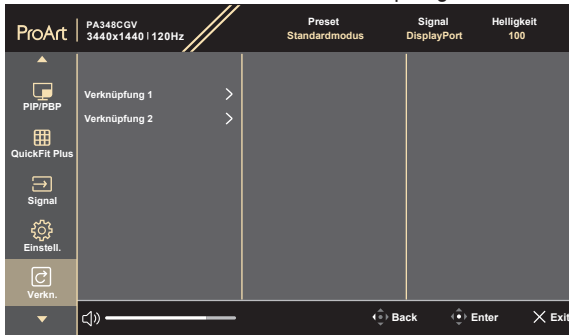 ProArt
PA348CGV
3440x1440 | 120Hz
Preset
Standardmodus
Signal
DisplayPort
Helligkeit
100
PIP/PBP
QuickFit Plus
Signal
Einstell.
Verkn.
Verknüpfung 1
Verknüpfung 2
Back
Enter
Exit